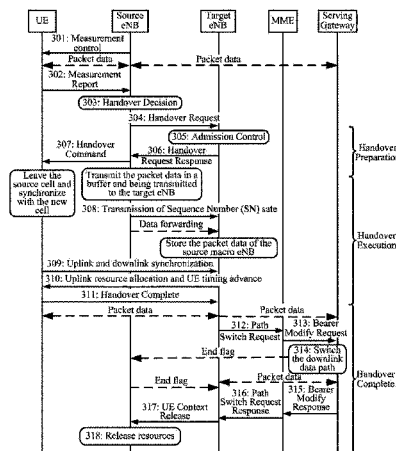 UE
Source
eNB
Target
eNB
MME
Serving
Gateway
301: Measurement
control
Packet data
Packet data
302: Measurement
Report
303: Handover Decision
304: Handover Request
305: Admission Control
307: Handover
Command
306: Handover
Request Response
Handover
Preparation
Leave the
source cell and
synchronize
with the new
cell
Transmit the packet data in a
buffer and being transmitted
to the target eNB
308: Transmission of Sequence Number (SN) sate
Data forwarding
Store the packet data of the
source macro eNB
Handover
Execution
309: Uplink and downlink synchronization
310: Uplink resource allocation and UE timing advance
311: Handover Complete
Packet data
Packet data
312: Path
Switch Request
313: Bearer
Modify Request
End flag
314: Switch
the downlink
data path
Packet data
End flag
Handover
Complete
315: Bearer
Modify
Response
316: Path
Switch Request
Response
317: UE Context
Release
318: Release resources